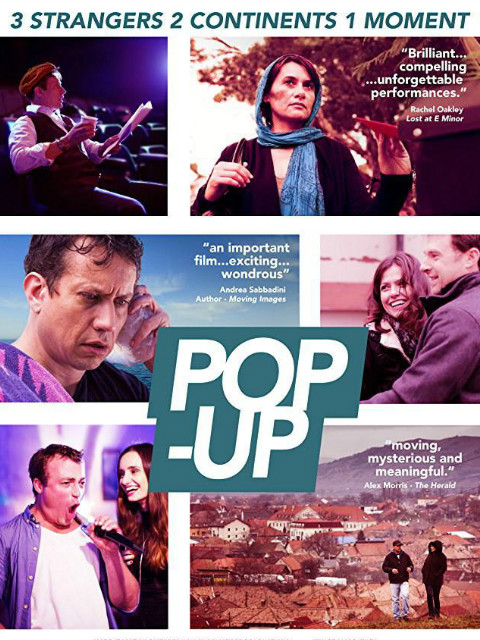 3 STRANGERS 2 CONTINENTS 1 MOMENT
“Brilliant...
compelling
...unforgettable
performances.”
Rachel Oakley
Lost at E Minor
“an important
film...exciting...
wondrous”
Andrea Sabbadini
Author - Moving Images
POP
-UP
“moving,
mysterious and
meaningful.”
Alex Morris - The Herald